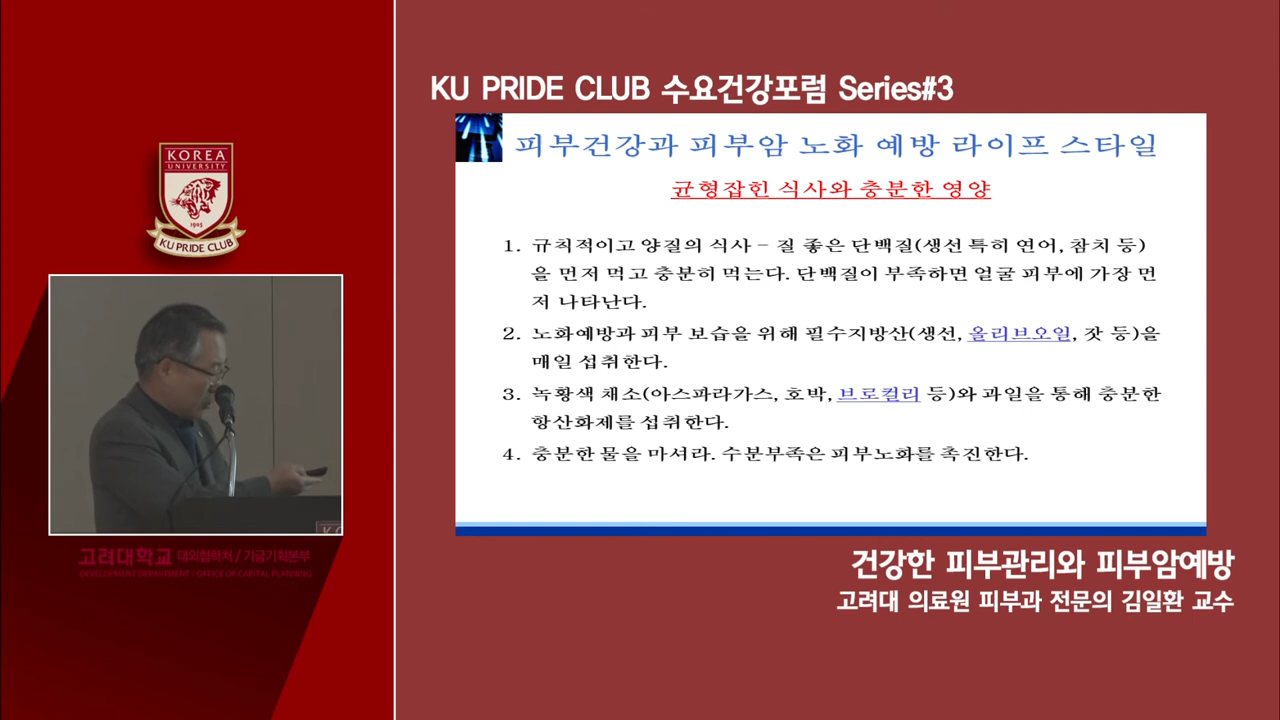 KU PRIDE CLUB 수요건강포럼 Series#3
KOREA
UNIVERSITY
1905
KU PRIDE CLUB
피부건강과 피부암 노화 예방 라이프 스타일
균형잡힌 식사와 충분한 영양
1. 규칙적이고 양질의 식사 – 질 좋은 단백질(생선 특히 연어, 참치 등)
을 먼저 먹고 충분히 먹는다. 단백질이 부족하면 얼굴 피부에 가장 먼
저 나타난다.
2. 노화예방과 피부 보습을 위해 필수지방산(생선, 올리브오일, 잣 등)을
매일 섭취한다.
3. 녹황색 채소(아스파라가스, 호박, 브로컬리 등)와 과일을 통해 충분한
항산화제를 섭취한다.
4. 충분한 물을 마셔라. 수분부족은 피부노화를 촉진한다.
고려대학교 대외협력처 / 기금기획본부
DEVELOPMENT DEPARTMENT / OFFICE OF CAPITAL PLANNING
건강한 피부관리와 피부암예방
고려대 의료원 피부과 전문의 김일환 교수